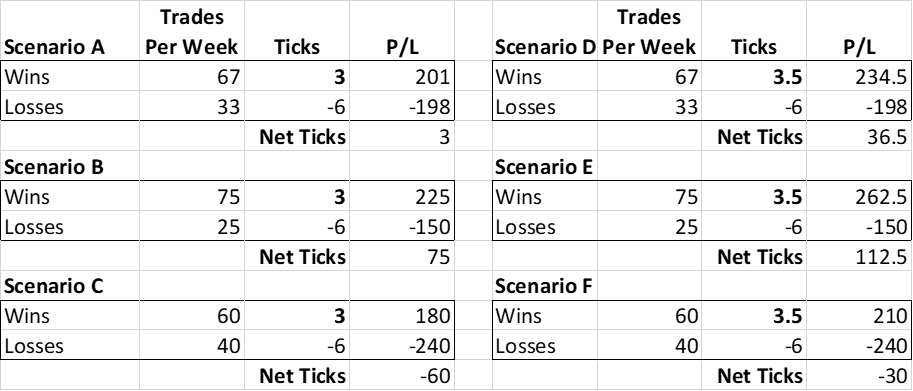 Trades Trades
Scenario A Per Week Ticks P/L Scenario D Per Week Ticks P/L
Wins 67 3 201 Wins 67 3.5 234.5
Losses 33 -6 -198 Losses 33 -6 -198
Net Ticks 3 Net Ticks 36.5
Scenario B Scenario E
Wins 75 3 225 Wins 75 3.5 262.5
Losses 25 -6 -150 Losses 25 -6 -150
Net Ticks 75 Net Ticks 112.5
Scenario C Scenario F
Wins 60 3 180 Wins 60 3.5 210
Losses 40 -6 -240 Losses 40 -6 -240
Net Ticks -60 Net Ticks -30